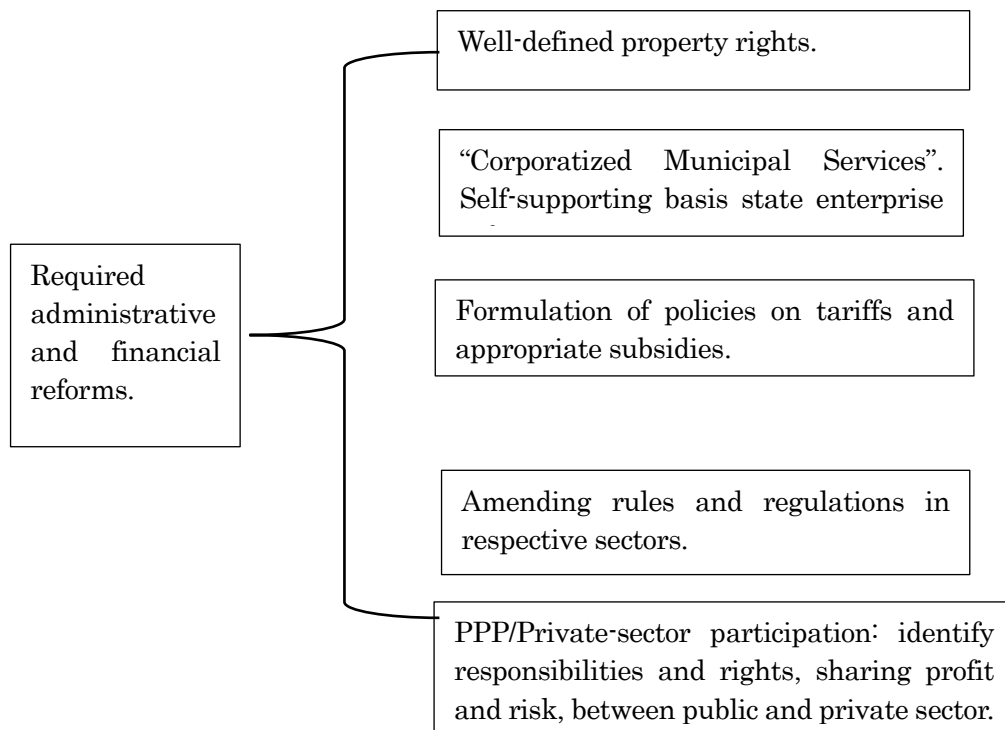 Well-defined property rights.
“Corporatized Municipal Services”.
Self-supporting basis state enterprise
Required
administrative
and financial
reforms.
Formulation of policies on tariffs and
appropriate subsidies.
Amending rules and regulations in
respective sectors.
PPP/Private-sector participation: identify
responsibilities and rights, sharing profit
and risk, between public and private sector.